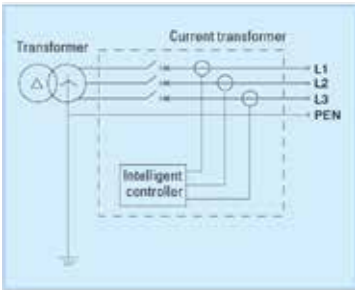 Current transformer
Transformer
L1
L2
L3
PEN
Intelligent
controller